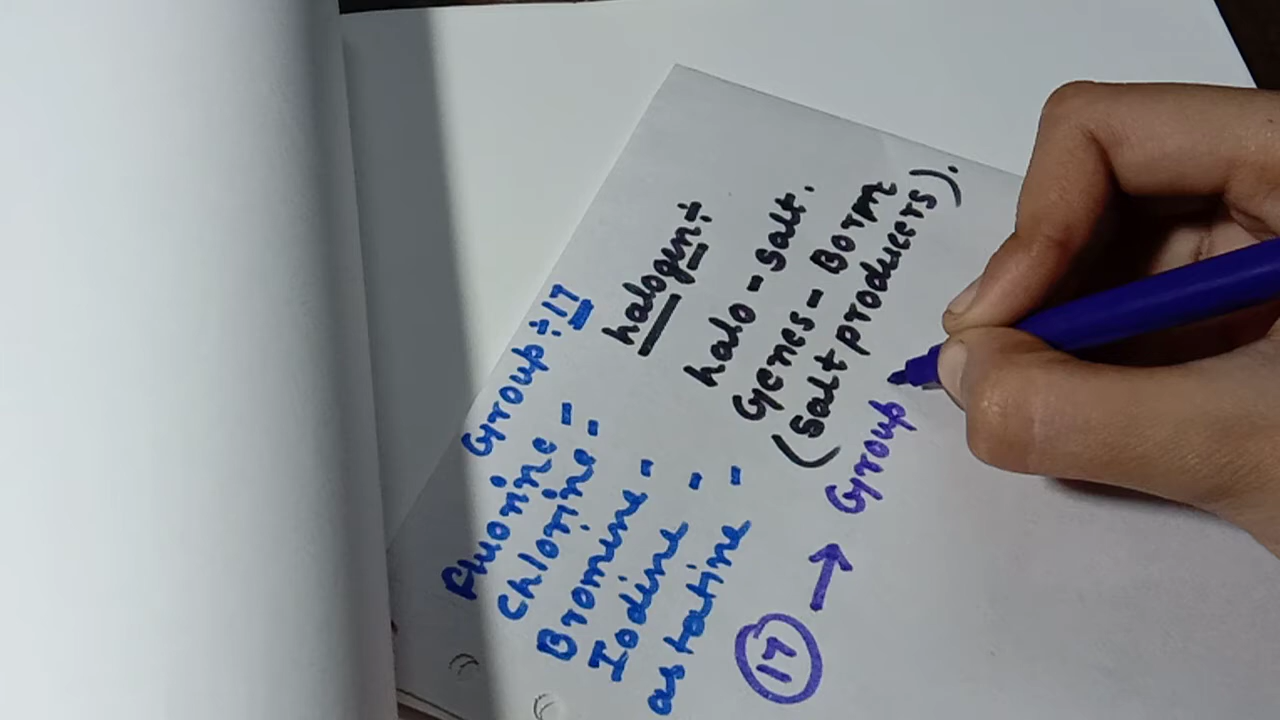 Group÷17
Fluorine -
Chlorine -
Bromine -
Iodine -
astatine -
halogen÷
halo - salt.
Genes - Born
(salt producers).
17 → Group